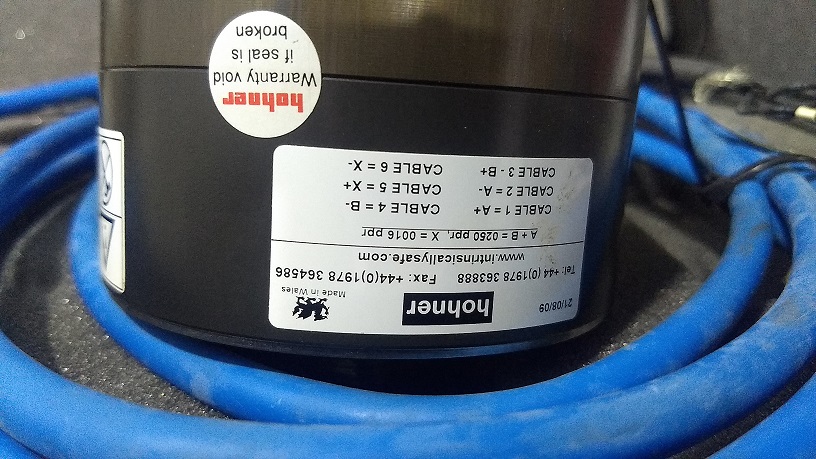 hohner
Warranty void
if seal is
broken
21/08/09
hohner
Made in Wales
Tel: +44 (0)1978 363888 Fax: +44(0)1978 364586
www.intrinsicallysafe.com
A + B = 0250 ppr, X = 0016 ppr
CABLE 1 = A+ CABLE 4 = B-
CABLE 2 = A- CABLE 5 = X+
CABLE 3 - B+ CABLE 6 = X-